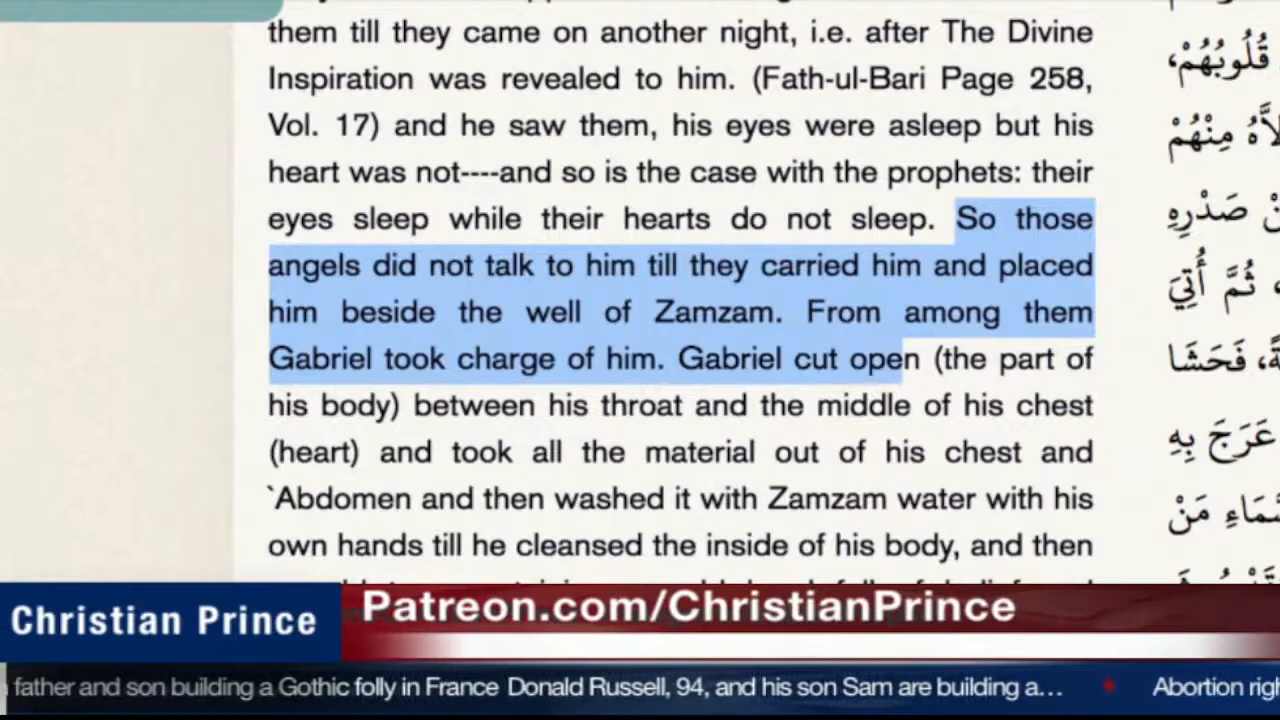 them till they came on another night, i.e. after The Divine
Inspiration was revealed to him. (Fath-ul-Bari Page 258,
Vol. 17) and he saw them, his eyes were asleep but his
heart was not----and so is the case with the prophets: their
eyes sleep while their hearts do not sleep. So those
angels did not talk to him till they carried him and placed
him beside the well of Zamzam. From among them
Gabriel took charge of him. Gabriel cut open (the part of
his body) between his throat and the middle of his chest
(heart) and took all the material out of his chest and
`Abdomen and then washed it with Zamzam water with his
own hands till he cleansed the inside of his body, and then
قُلُوبُهُمْ،
مِنْهُمْ
صَدْرِهِ
ثُمَّ أُتِيَ
فَحَشَا
عَرَجَ بِهِ
مَنْ
Christian Prince
Patreon.com/ChristianPrince
father and son building a Gothic folly in France Donald Russell, 94, and his son Sam are building a… Abortion